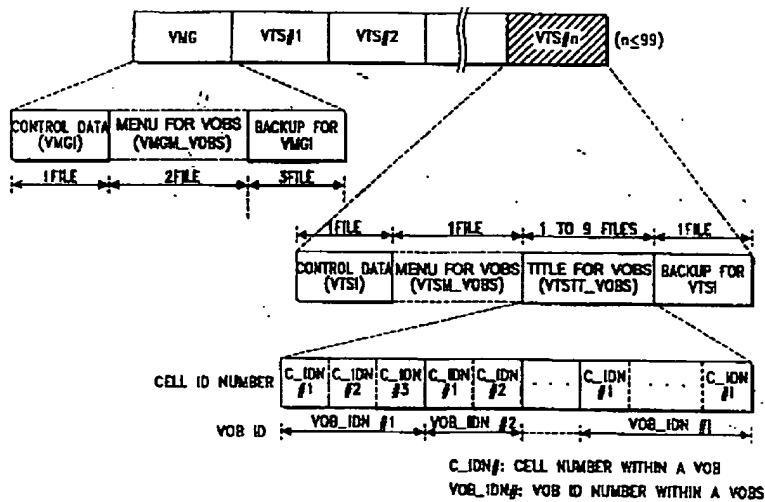 VMG VTS#1 VTS#2 VTS#n (n≤99)
CONTROL DATA (VMGI)
MENU FOR VOBS (VMGM_VOBS)
BACKUP FOR VMGI
1FILE 2FILE 3FILE
1FILE 1FILE 1 TO 9 FILES 1FILE
CONTROL DATA (VTSI)
MENU FOR VOBS (VTSM_VOBS)
TITLE FOR VOBS (VTSTT_VOBS)
BACKUP FOR VTSI
CELL ID NUMBER
C_IDN #1
C_IDN #2
C_IDN #3
C_IDN #1
C_IDN #2
. . . .
C_IDN #1
. . . .
C_IDN #I
VOB ID VOB_IDN #1 VOB_IDN #2 VOB_IDN #I
C_IDN#: CELL NUMBER WITHIN A VOB
VOB_IDN#: VOB ID NUMBER WITHIN A VOBS